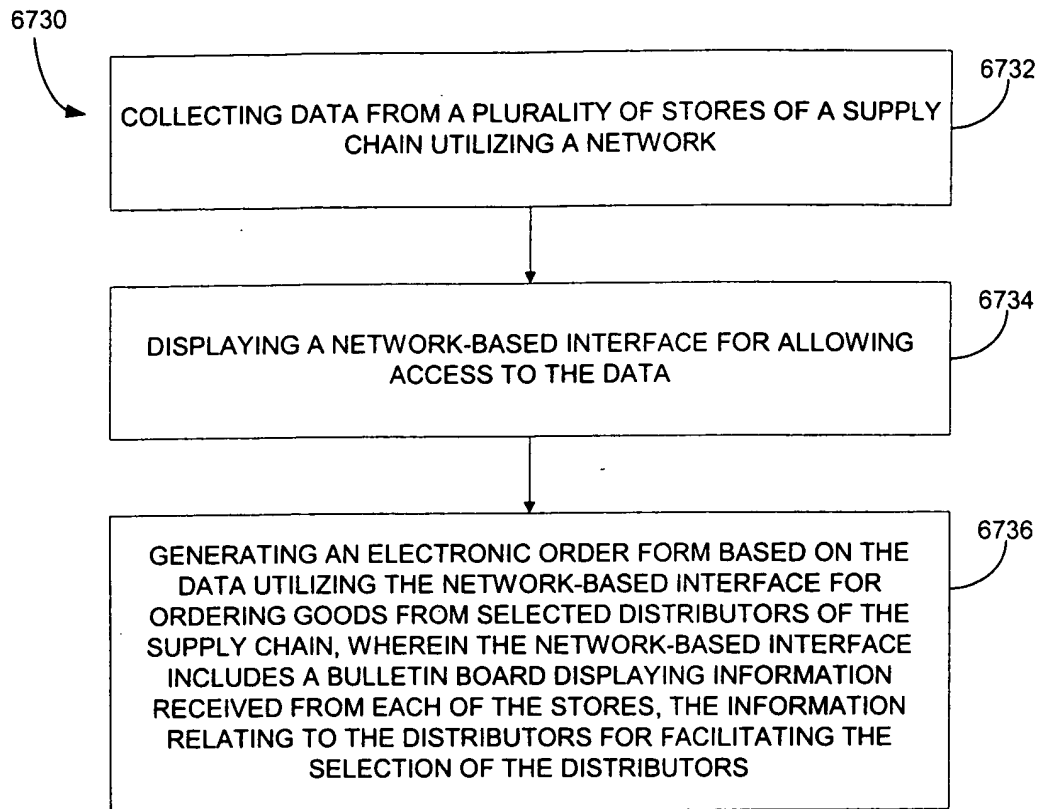 6730
6732
COLLECTING DATA FROM A PLURALITY OF STORES OF A SUPPLY
CHAIN UTILIZING A NETWORK
6734
DISPLAYING A NETWORK-BASED INTERFACE FOR ALLOWING
ACCESS TO THE DATA
6736
GENERATING AN ELECTRONIC ORDER FORM BASED ON THE
DATA UTILIZING THE NETWORK-BASED INTERFACE FOR
ORDERING GOODS FROM SELECTED DISTRIBUTORS OF THE
SUPPLY CHAIN, WHEREIN THE NETWORK-BASED INTERFACE
INCLUDES A BULLETIN BOARD DISPLAYING INFORMATION
RECEIVED FROM EACH OF THE STORES, THE INFORMATION
RELATING TO THE DISTRIBUTORS FOR FACILITATING THE
SELECTION OF THE DISTRIBUTORS